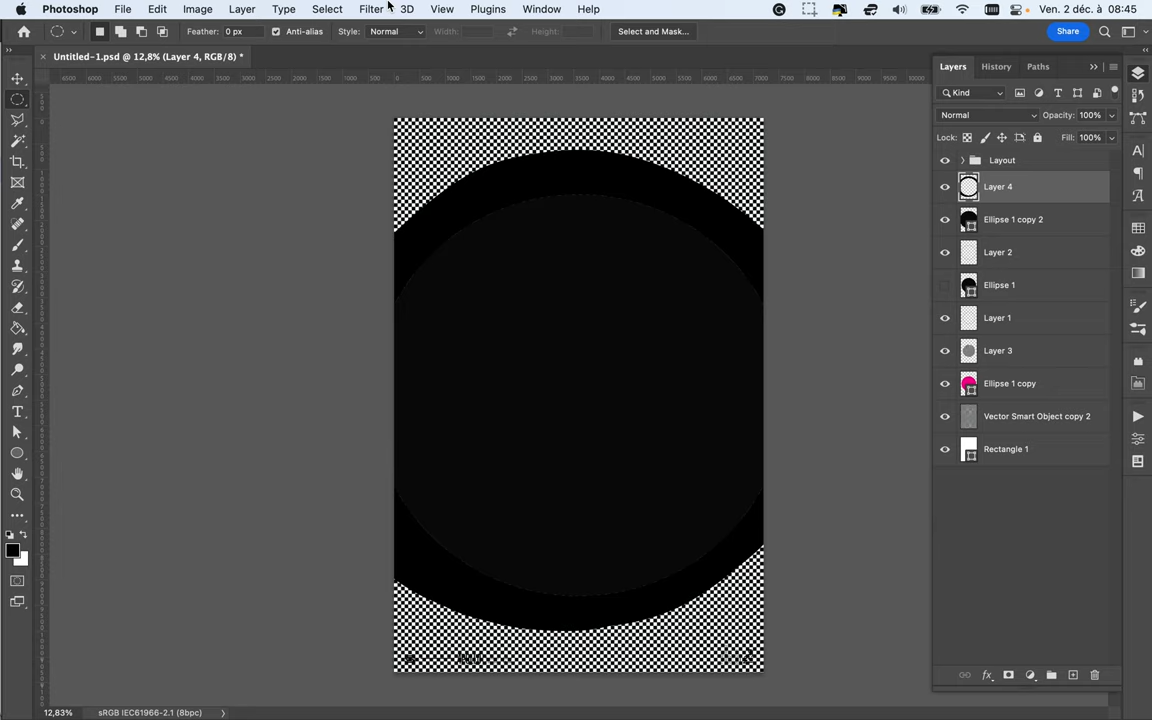 Photoshop File Edit Image Layer Type Select Filter 3D View Plugins Window Help Ven. 2 déc. à 08:45
Feather: 0 px Anti-alias Style: Normal Width: Height: Select and Mask... Share
Untitled-1.psd @ 12,8% (Layer 4, RGB/8) *
Layers History Paths
Kind
Normal Opacity: 100%
Lock: Fill: 100%
Layout
Layer 4
Ellipse 1 copy 2
Layer 2
Ellipse 1
Layer 1
Layer 3
Ellipse 1 copy
Vector Smart Object copy 2
Rectangle 1
12,83% sRGB IEC61966-2.1 (8bpc)